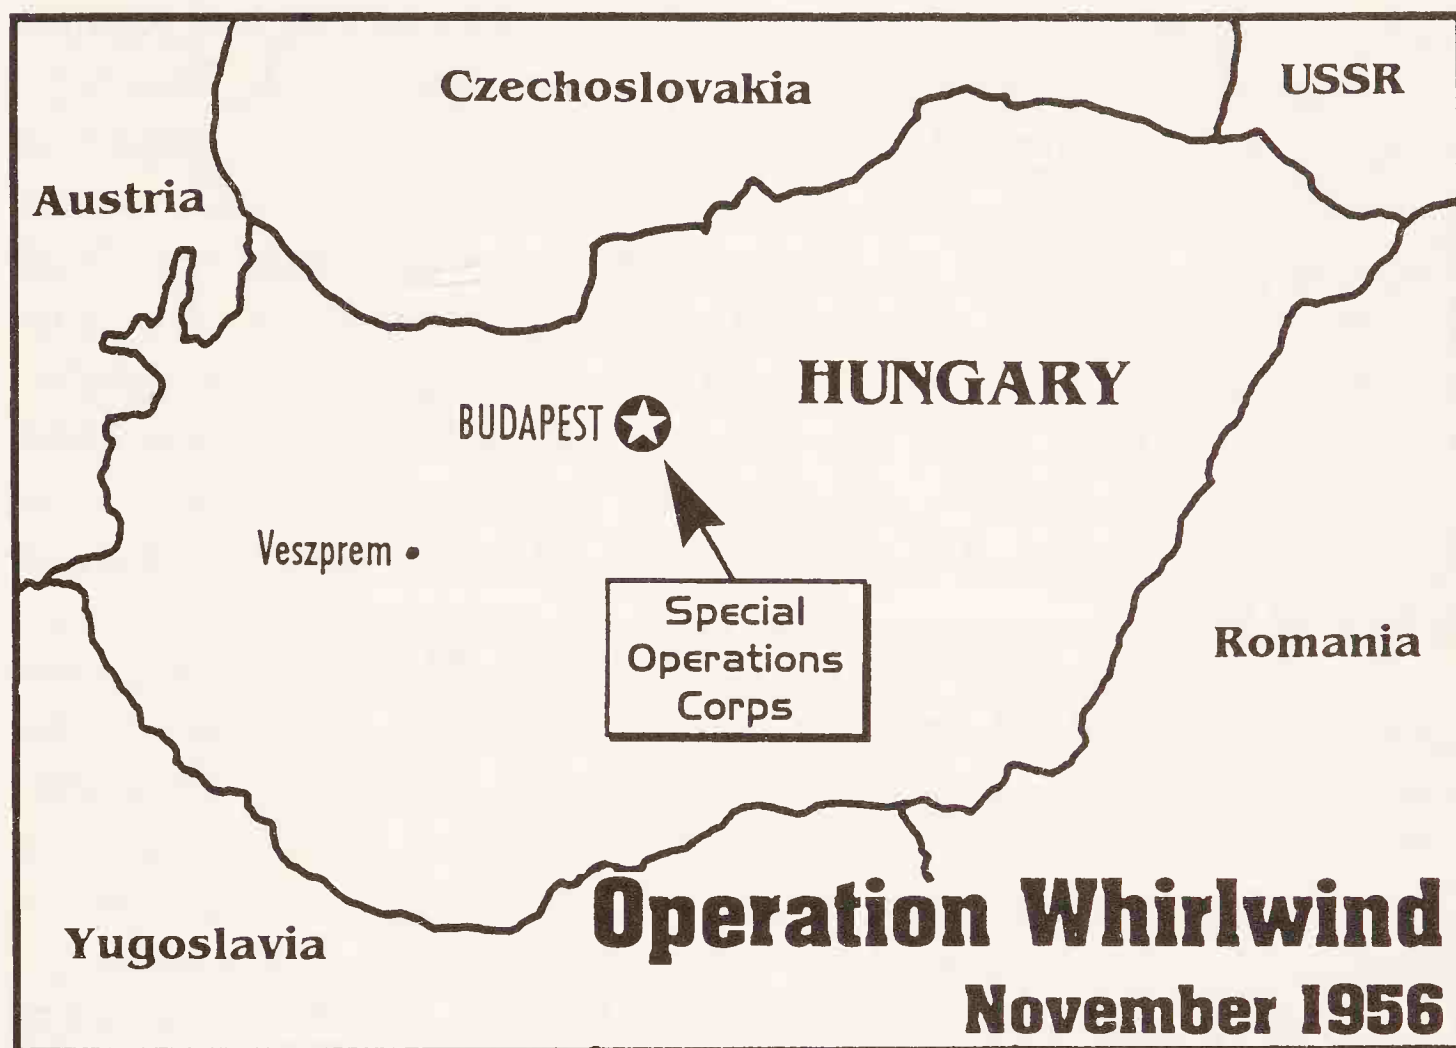 Czechoslovakia
USSR
Austria
HUNGARY
BUDAPEST
Veszprem
Special
Operations
Corps
Romania
Yugoslavia
Operation Whirlwind
November 1956